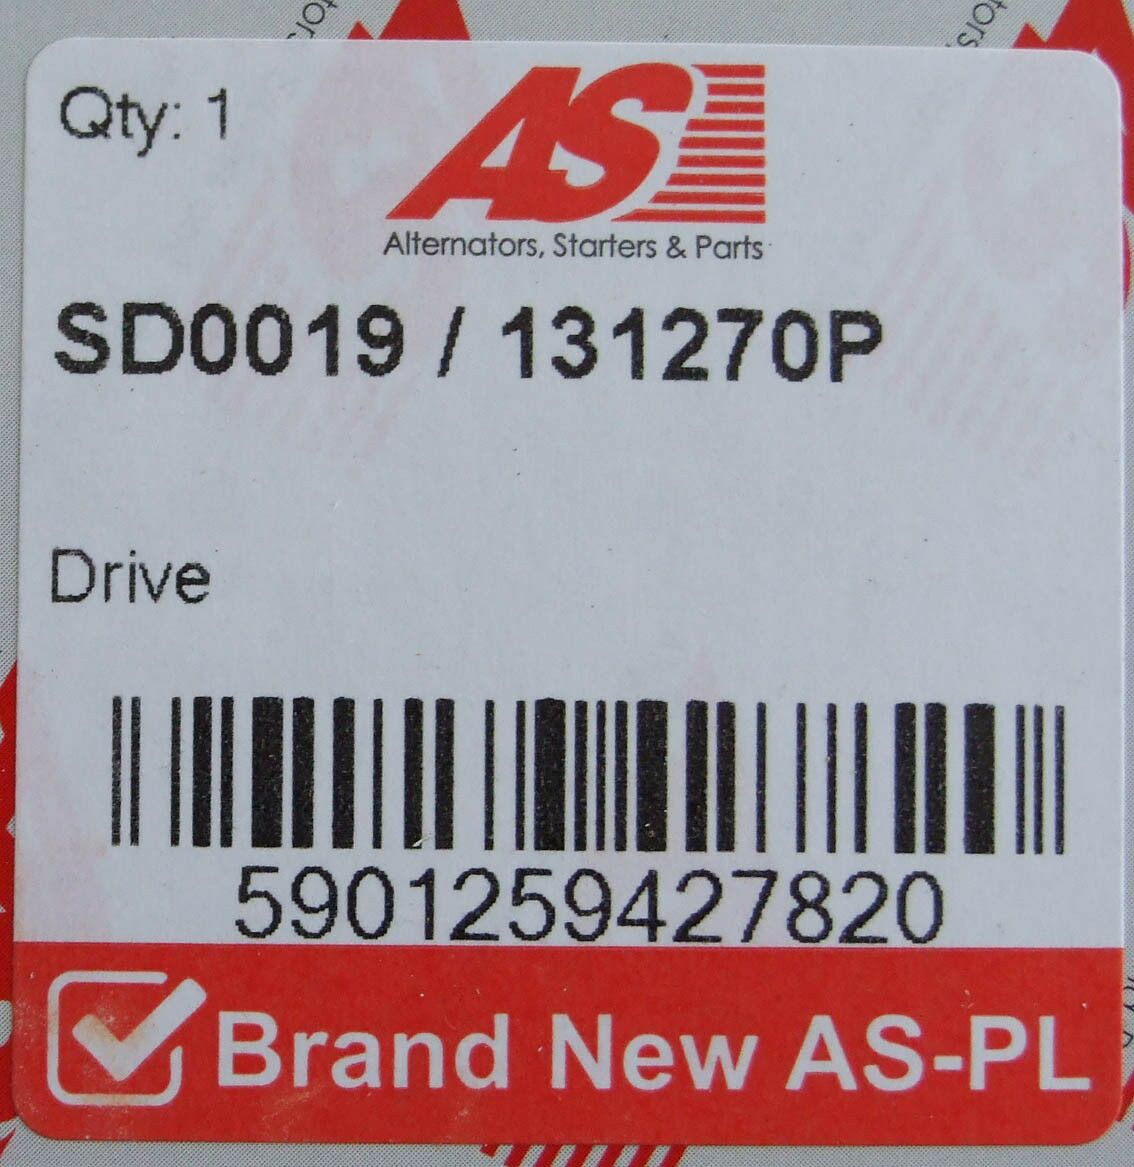 Qty: 1
AS
Alternators, Starters & Parts
SD0019 / 131270P
Drive
5901259427820
Brand New AS-PL